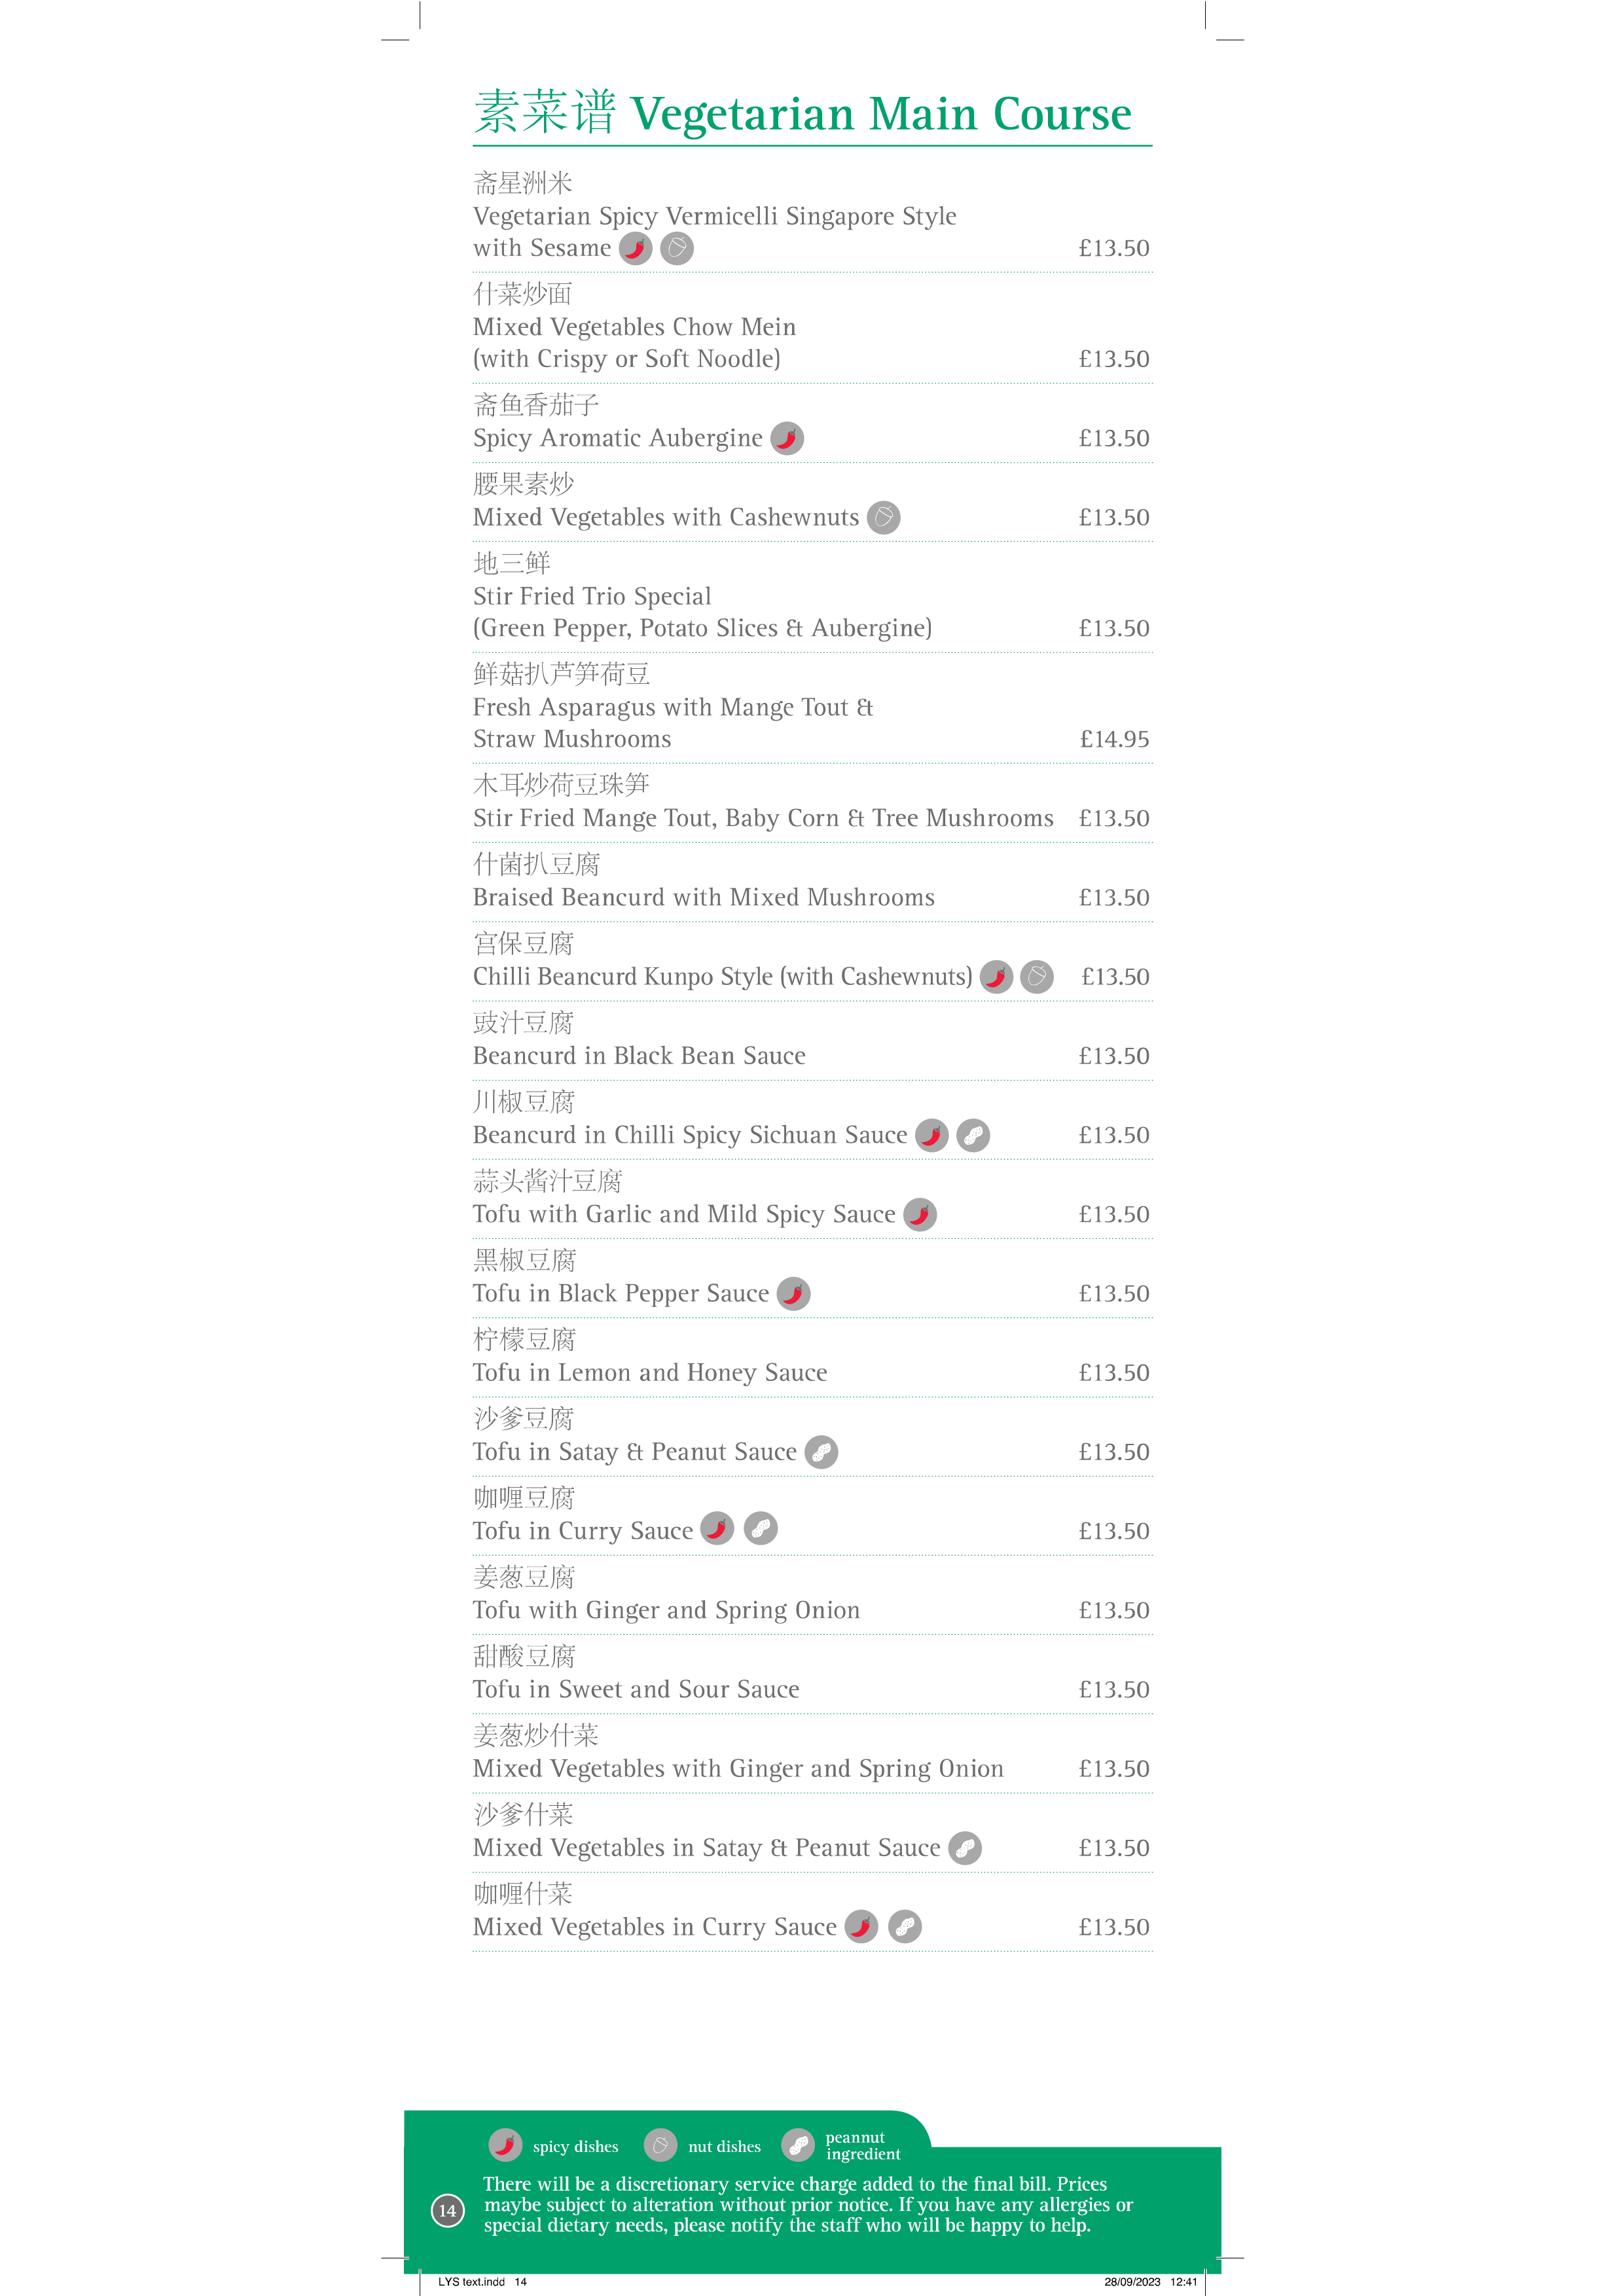 素菜谱 Vegetarian Main Course
斋星洲米
Vegetarian Spicy Vermicelli Singapore Style
with Sesame £13.50
什菜炒面
Mixed Vegetables Chow Mein
(with Crispy or Soft Noodle) £13.50
斋鱼香茄子
Spicy Aromatic Aubergine £13.50
腰果素炒
Mixed Vegetables with Cashewnuts £13.50
地三鲜
Stir Fried Trio Special
(Green Pepper, Potato Slices & Aubergine) £13.50
鲜菇扒芦笋荷豆
Fresh Asparagus with Mange Tout &
Straw Mushrooms £14.95
木耳炒荷豆珠笋
Stir Fried Mange Tout, Baby Corn & Tree Mushrooms £13.50
什菌扒豆腐
Braised Beancurd with Mixed Mushrooms £13.50
宫保豆腐
Chilli Beancurd Kunpo Style (with Cashewnuts) £13.50
豉汁豆腐
Beancurd in Black Bean Sauce £13.50
川椒豆腐
Beancurd in Chilli Spicy Sichuan Sauce £13.50
蒜头酱汁豆腐
Tofu with Garlic and Mild Spicy Sauce £13.50
黑椒豆腐
Tofu in Black Pepper Sauce £13.50
柠檬豆腐
Tofu in Lemon and Honey Sauce £13.50
沙爹豆腐
Tofu in Satay & Peanut Sauce £13.50
咖喱豆腐
Tofu in Curry Sauce £13.50
姜葱豆腐
Tofu with Ginger and Spring Onion £13.50
甜酸豆腐
Tofu in Sweet and Sour Sauce £13.50
姜葱炒什菜
Mixed Vegetables with Ginger and Spring Onion £13.50
沙爹什菜
Mixed Vegetables in Satay & Peanut Sauce £13.50
咖喱什菜
Mixed Vegetables in Curry Sauce £13.50
spicy dishes nut dishes peannut
ingredient
There will be a discretionary service charge added to the final bill. Prices
14 maybe subject to alteration without prior notice. If you have any allergies or
special dietary needs, please notify the staff who will be happy to help.
LYS text.indd 14 28/09/2023 12:41